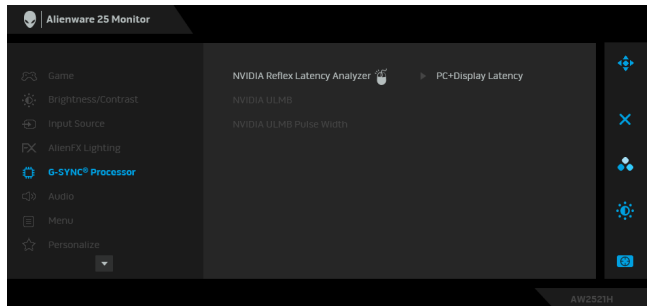 Alienware 25 Monitor
Game
NVIDIA Reflex Latency Analyzer
PC+Display Latency
Brightness/Contrast
NVIDIA ULMB
Input Source
NVIDIA ULMB Pulse Width
FX AlienFX Lighting
G-SYNC® Processor
Audio
Menu
Personalize
AW2521H